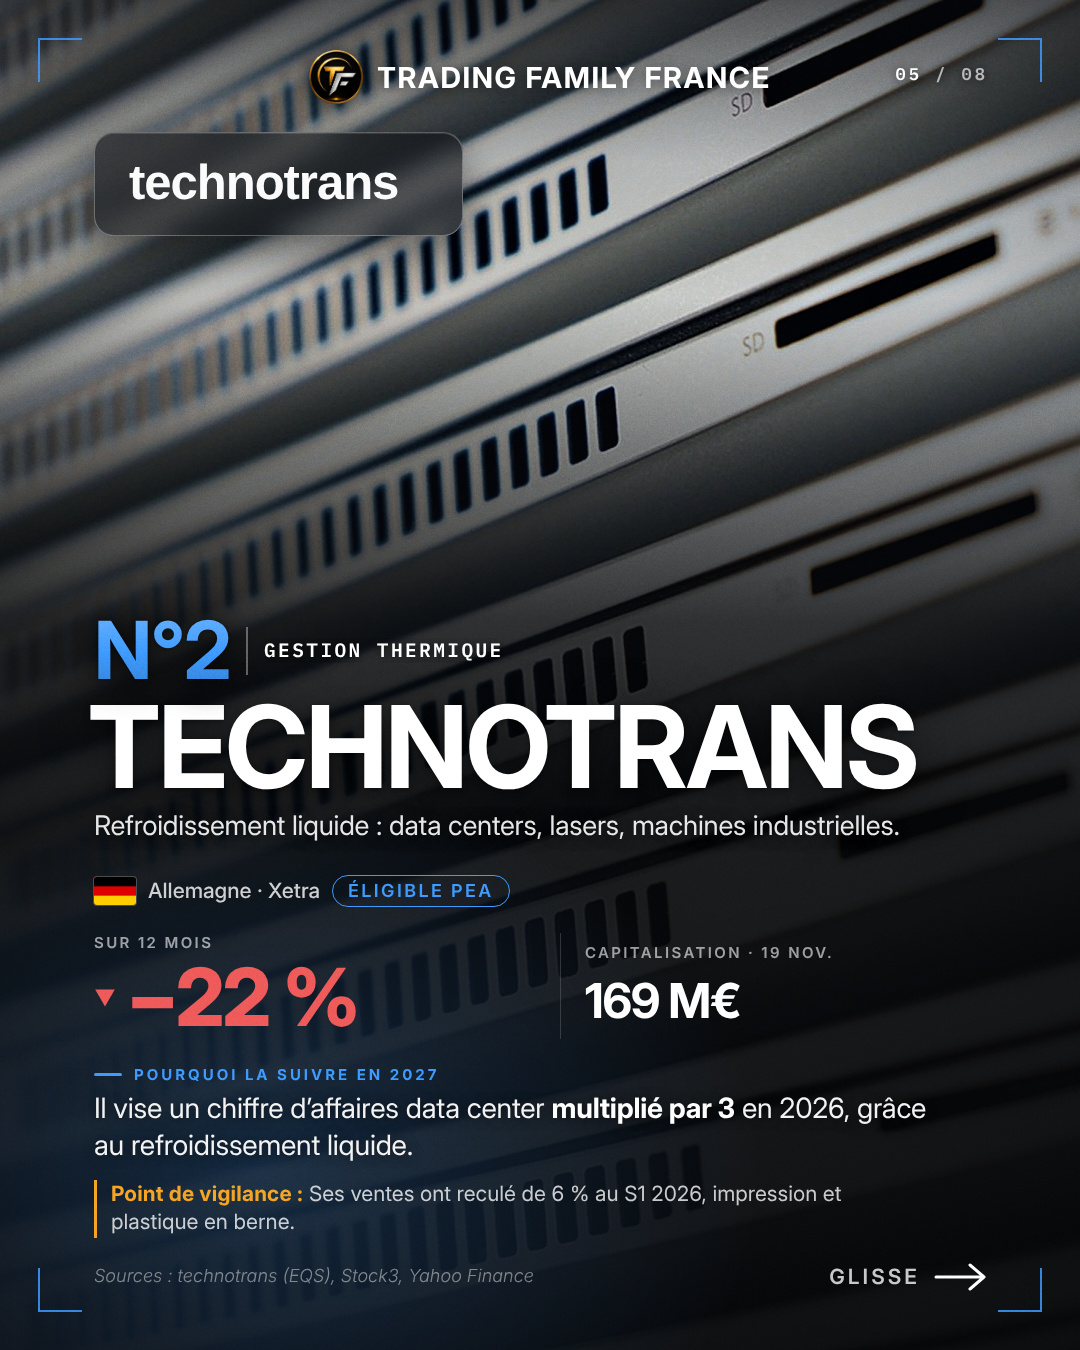 TF TRADING FAMILY FRANCE
05 / 08
SD
technotrans
SD
N°2
GESTION THERMIQUE
TECHNOTRANS
Refroidissement liquide : data centers, lasers, machines industrielles.
Allemagne · Xetra ÉLIGIBLE PEA
SUR 12 MOIS
▼ –22 %
CAPITALISATION · 19 NOV.
169 M€
POURQUOI LA SUIVRE EN 2027
Il vise un chiffre d’affaires data center multiplié par 3 en 2026, grâce
au refroidissement liquide.
Point de vigilance : Ses ventes ont reculé de 6 % au S1 2026, impression et
plastique en berne.
Sources : technotrans (EQS), Stock3, Yahoo Finance
GLISSE →